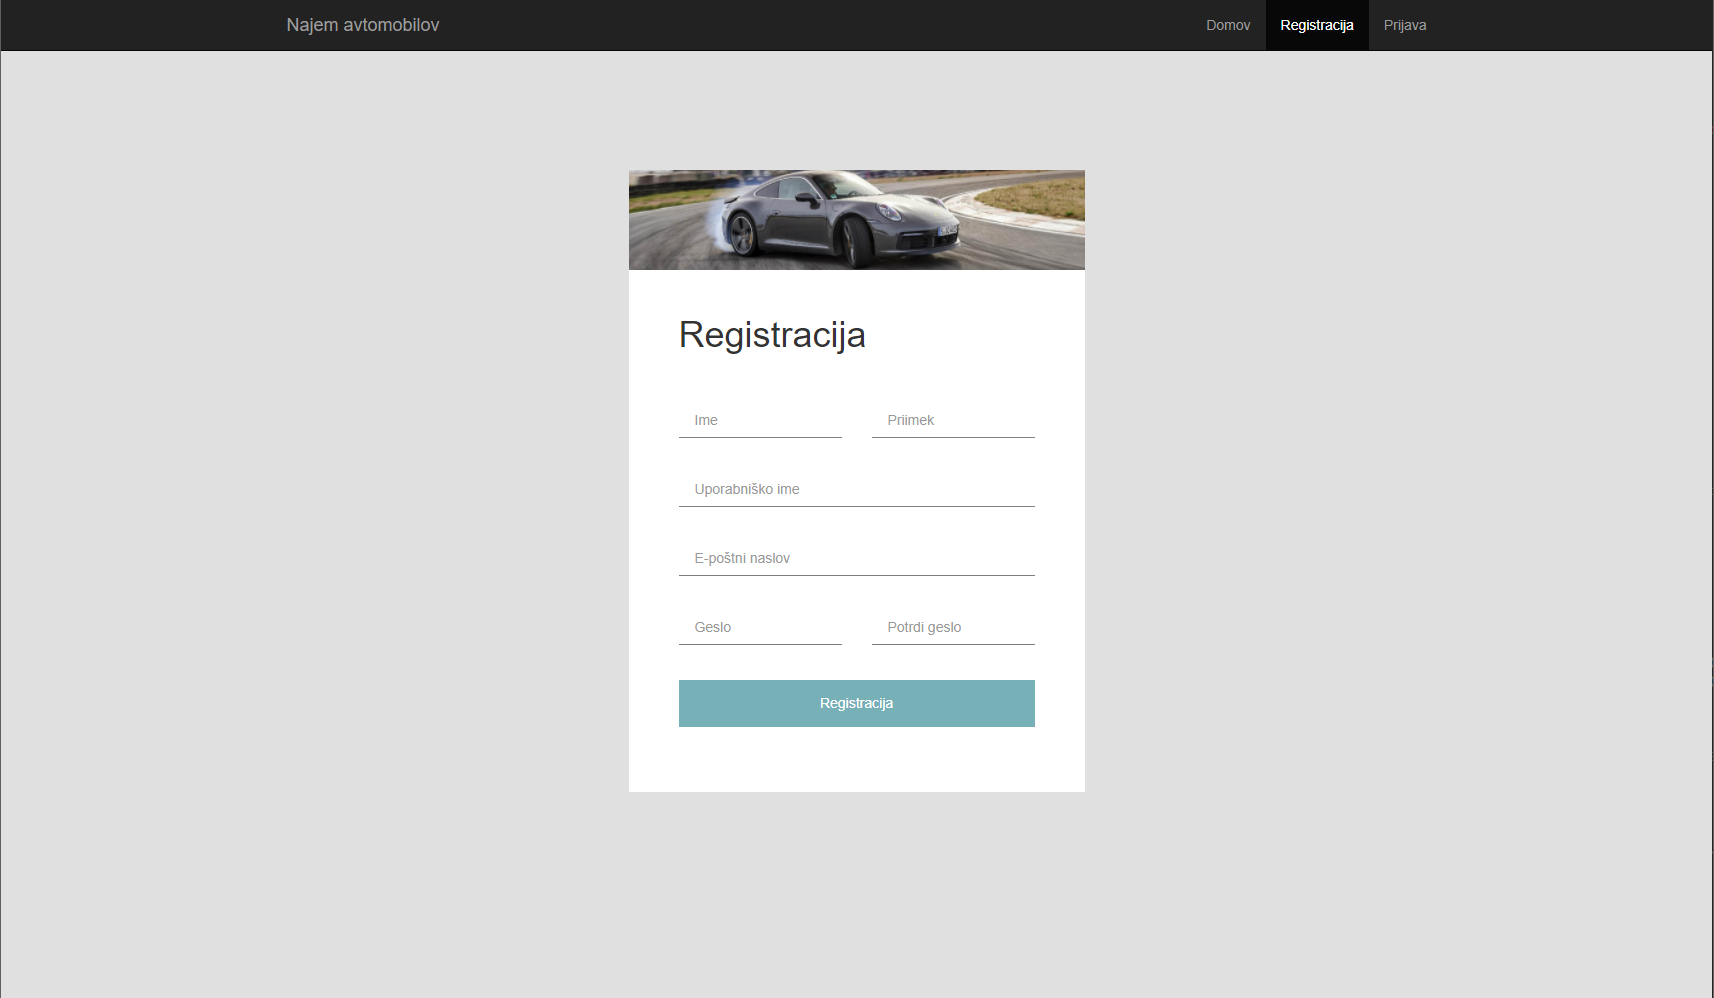 Najem avtomobilov
Domov Registracija Prijava
Registracija
Ime Priimek
Uporabniško ime
E-poštni naslov
Geslo Potrdi geslo
Registracija